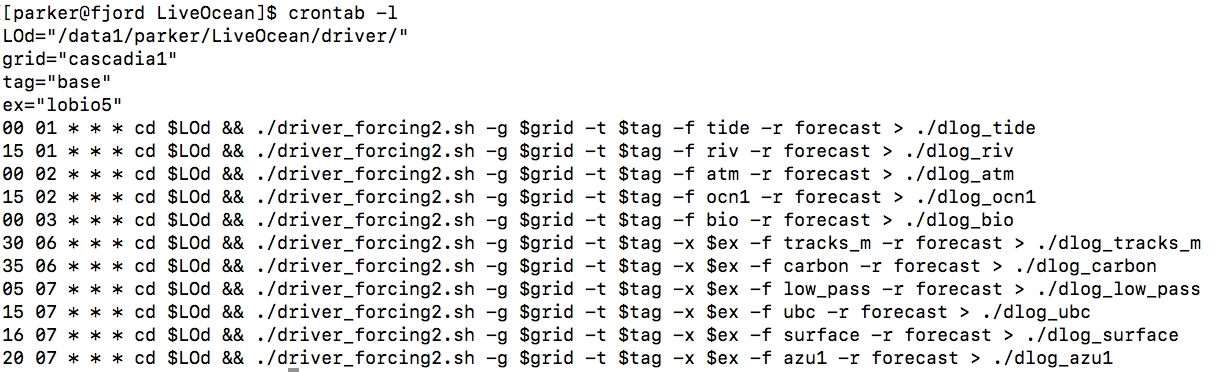 [[parker@fjord LiveOcean]$ crontab -l
LOd="/data1/parker/LiveOcean/driver/"
grid="cascadia1"
tag="base"
ex="lobio5"
00 01 * * * cd $LOd && ./driver_forcing2.sh -g $grid -t $tag -f tide -r forecast > ./dlog_tide
15 01 * * * cd $LOd && ./driver_forcing2.sh -g $grid -t $tag -f riv -r forecast > ./dlog_riv
00 02 * * * cd $LOd && ./driver_forcing2.sh -g $grid -t $tag -f atm -r forecast > ./dlog_atm
15 02 * * * cd $LOd && ./driver_forcing2.sh -g $grid -t $tag -f ocn1 -r forecast > ./dlog_ocn1
00 03 * * * cd $LOd && ./driver_forcing2.sh -g $grid -t $tag -f bio -r forecast > ./dlog_bio
30 06 * * * cd $LOd && ./driver_forcing2.sh -g $grid -t $tag -x $ex -f tracks_m -r forecast > ./dlog_tracks_m
35 06 * * * cd $LOd && ./driver_forcing2.sh -g $grid -t $tag -x $ex -f carbon -r forecast > ./dlog_carbon
05 07 * * * cd $LOd && ./driver_forcing2.sh -g $grid -t $tag -x $ex -f low_pass -r forecast > ./dlog_low_pass
15 07 * * * cd $LOd && ./driver_forcing2.sh -g $grid -t $tag -x $ex -f ubc -r forecast > ./dlog_ubc
16 07 * * * cd $LOd && ./driver_forcing2.sh -g $grid -t $tag -x $ex -f surface -r forecast > ./dlog_surface
20 07 * * * cd $LOd && ./driver_forcing2.sh -g $grid -t $tag -x $ex -f azu1 -r forecast > ./dlog_azu1